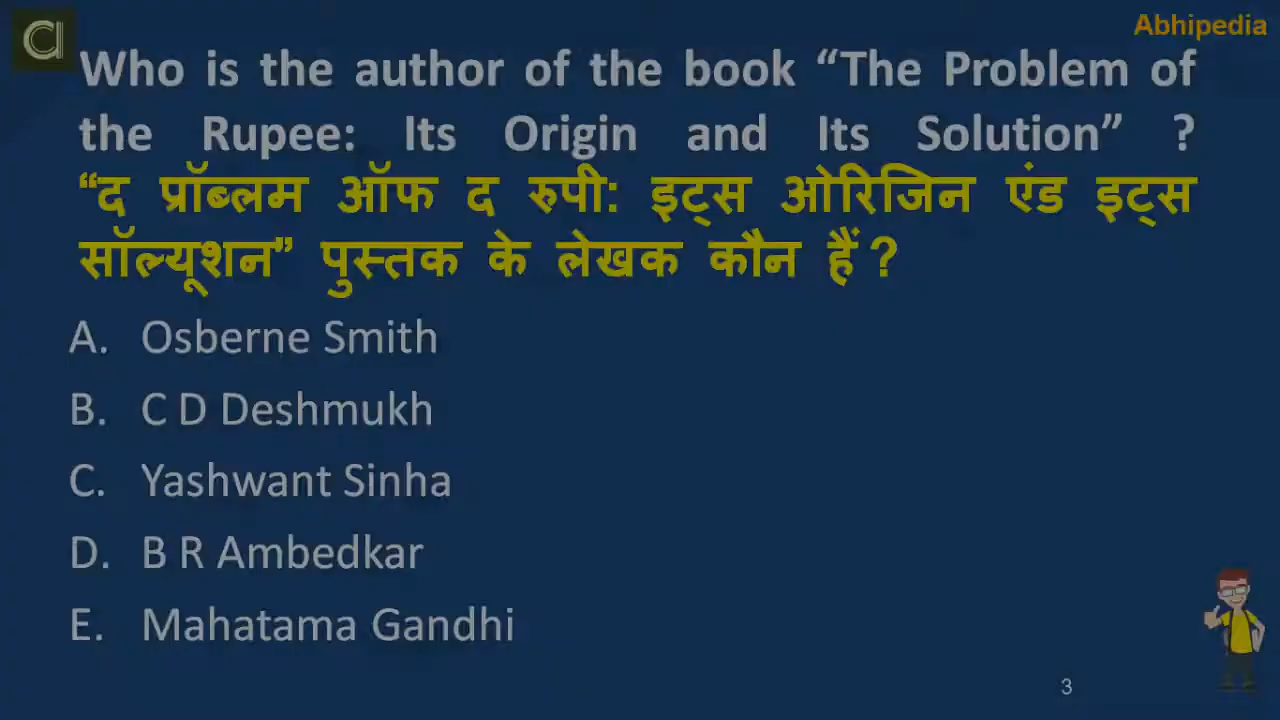 Abhipedia
Who is the author of the book “The Problem of
the Rupee: Its Origin and Its Solution” ?
“द प्रॉब्लम ऑफ द रुपी: इट्स ओरिजिन एंड इट्स
सॉल्यूशन” पुस्तक के लेखक कौन हैं ?
A. Osberne Smith
B. C D Deshmukh
C. Yashwant Sinha
D. B R Ambedkar
E. Mahatama Gandhi
3